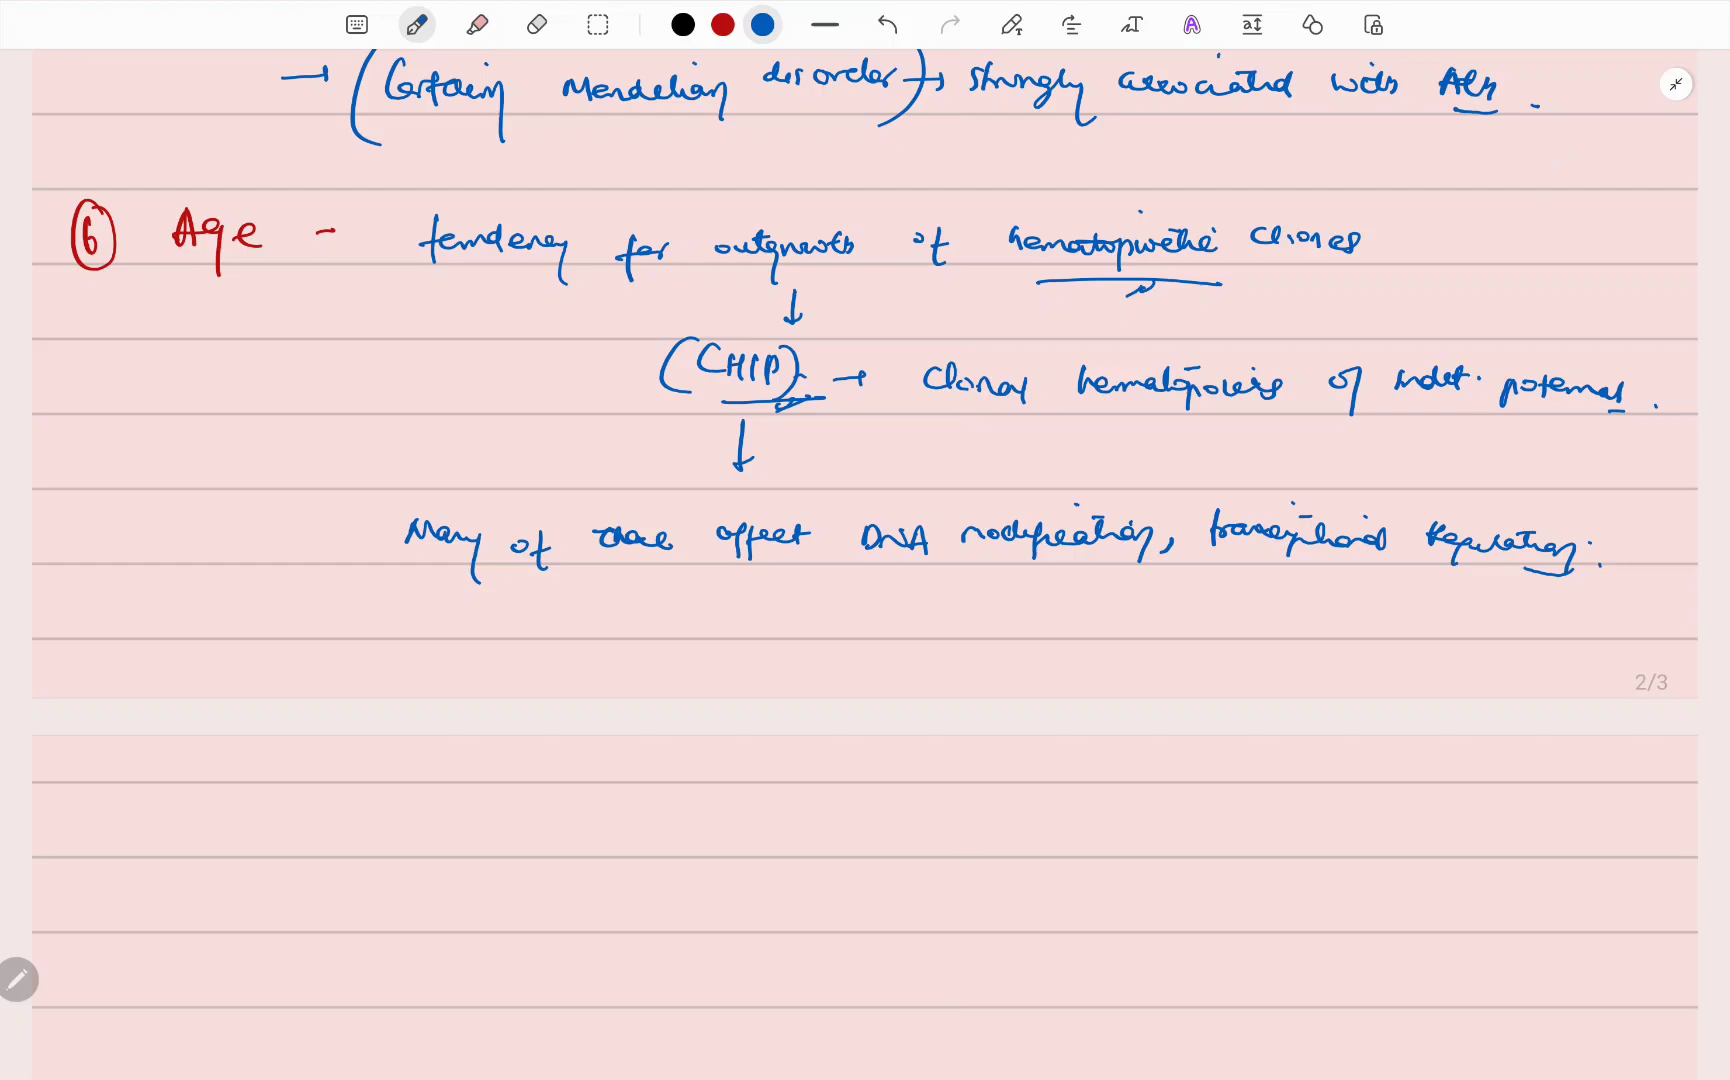 → (Certain Mendelian disorder) → strongly associated with
⑥ Age - tendency for outgrowth of hematopoietic clones
↓
(CHIP) → Clonal hematopoiesis of indet. potential.
↓
Many of these affect DNA modification, transcriptional regulation.
2/3